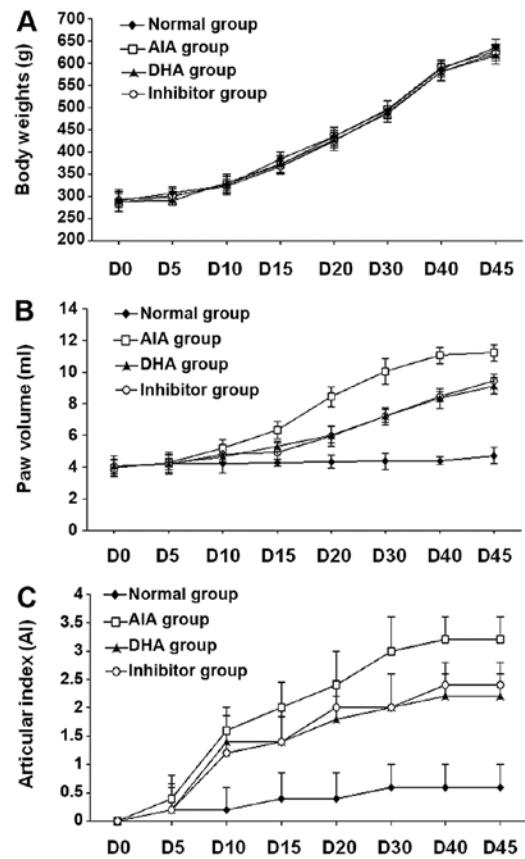 A
Body weights (g)
700
650
600
550
500
450
400
350
300
250
200
Normal group
AIA group
DHA group
Inhibitor group
D0 D5 D10 D15 D20 D30 D40 D45
B
Paw volume (ml)
14
12
10
8
6
4
2
0
Normal group
AIA group
DHA group
Inhibitor group
D0 D5 D10 D15 D20 D30 D40 D45
C
Articular index (AI)
4
3.5
3
2.5
2
1.5
1
0.5
0
Normal group
AIA group
DHA group
Inhibitor group
D0 D5 D10 D15 D20 D30 D40 D45